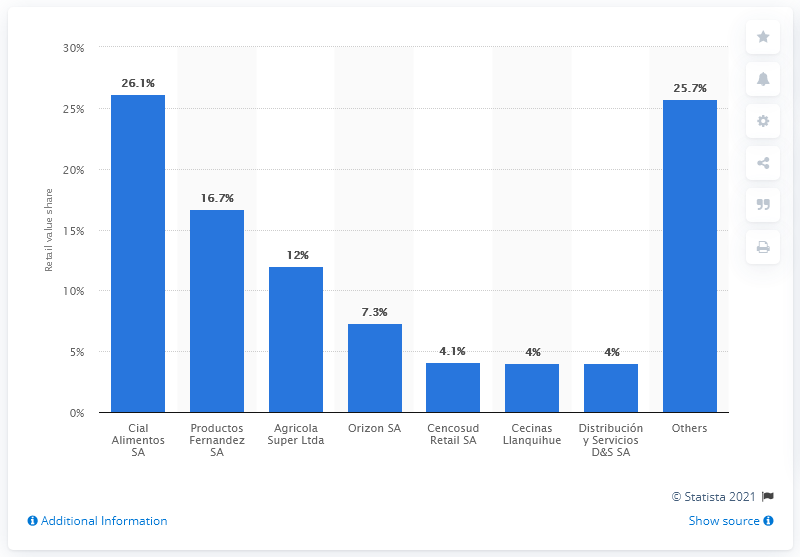 30%
25%
20%
15%
10%
5%
0%
Retail value share
26.1%
16.7%
12%
7.3%
4.1%
4%
4%
25.7%
Cial
Alimentos
SA
Productos
Fernandez
SA
Agricola
Super Ltda
Orizon SA
Cencosud
Retail SA
Cecinas
Llanquihue
Distribución
y Servicios
D&S SA
Others
© Statista 2021
Additional Information
Show source